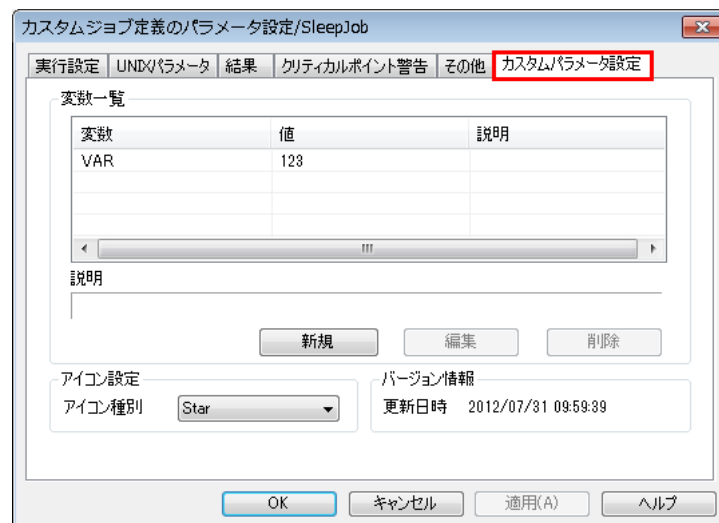 カスタムジョブ定義のパラメータ設定/SleepJob
実行設定 UNIXパラメータ 結果 クリティカルポイント警告 その他 カスタムパラメータ設定
変数一覧
変数 値 説明
VAR 123
説明
新規 編集 削除
アイコン設定 バージョン情報
アイコン種別 Star 更新日時 2012/07/31 09:59:39
OK キャンセル 適用(A) ヘルプ